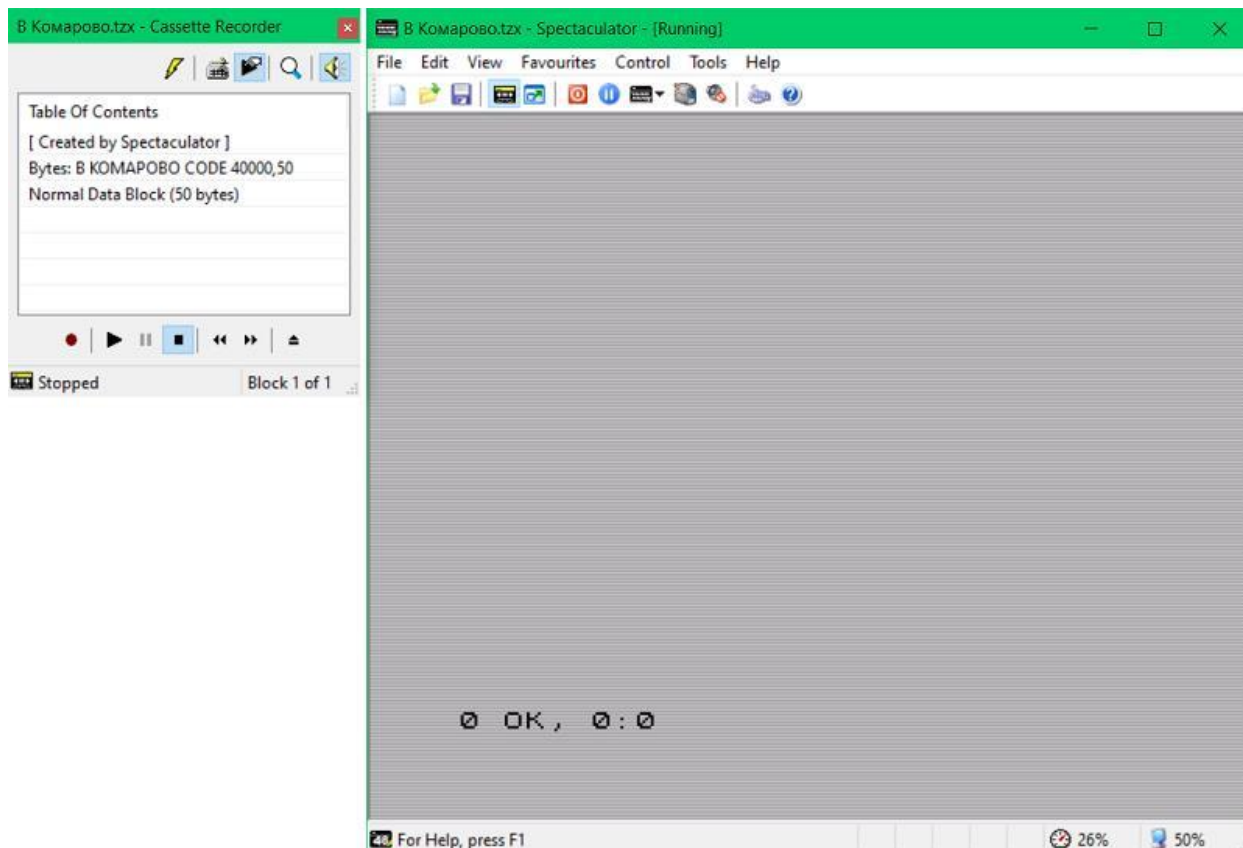 В Комарово.tzx - Cassette Recorder
Table Of Contents
[ Created by Spectaculator ]
Bytes: В КОМАРОВО CODE 40000,50
Normal Data Block (50 bytes)
Stopped
Block 1 of 1
В Комарово.tzx - Spectaculator - [Running]
File Edit View Favourites Control Tools Help
0 OK, 0:0
48
For Help, press F1
26%
50%